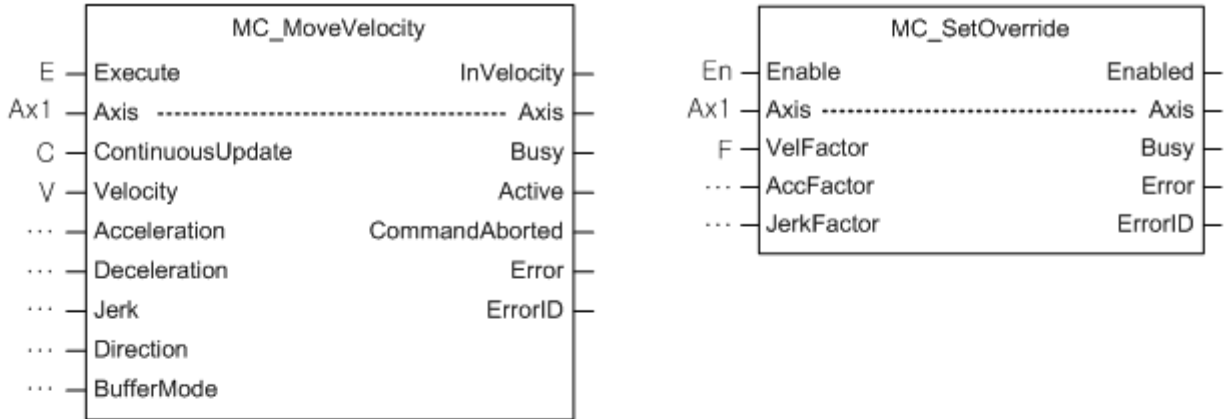 MC_MoveVelocity
E Execute InVelocity
Ax1 Axis Axis
C ContinuousUpdate Busy
V Velocity Active
... Acceleration CommandAborted
... Deceleration Error
... Jerk ErrorID
... Direction
... BufferMode
MC_SetOverride
En Enable Enabled
Ax1 Axis Axis
F VelFactor Busy
... AccFactor Error
... JerkFactor ErrorID